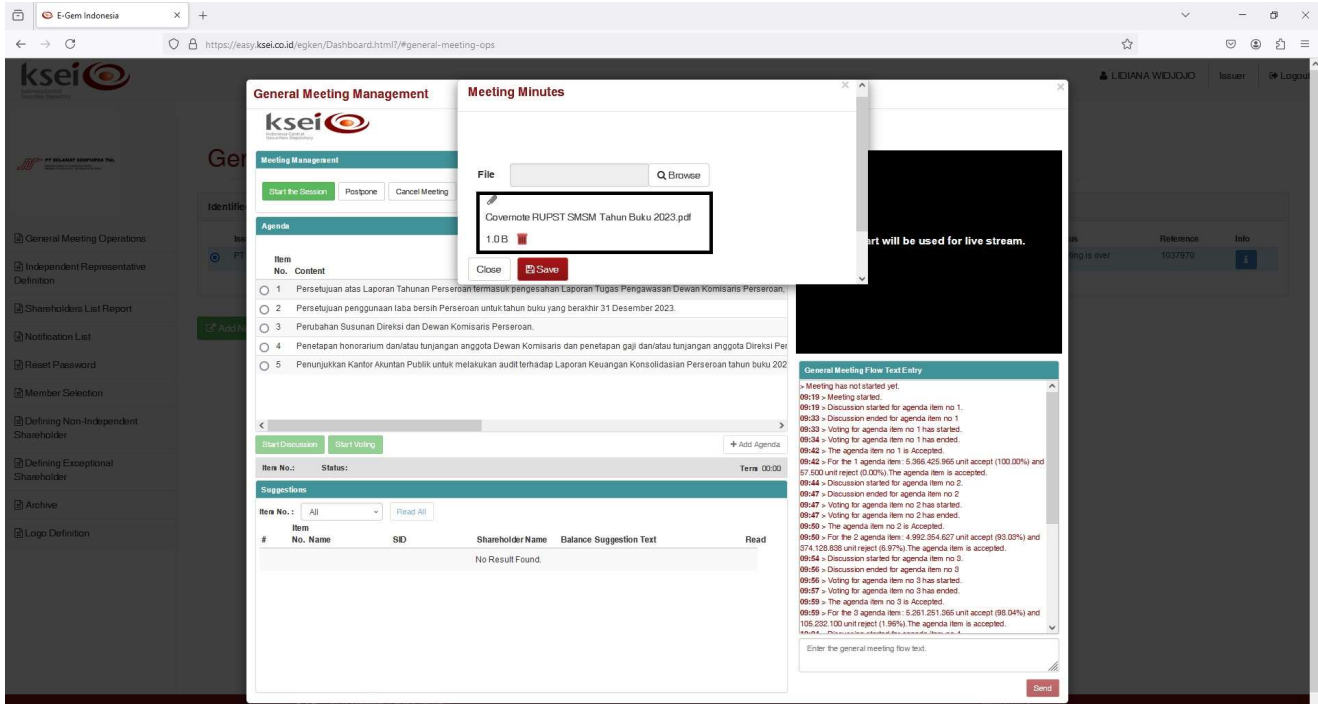 E-Gem Indonesia
https://easy.ksei.co.id/egken/Dashboard.html?/#general-meeting-ops
ksei
LIDIANA WIDJOJO Issuer Logout
PT SELAMAT SEMPURNA Tbk.
General Meeting Operations
Independent Representative
Definition
Shareholders List Report
Notification List
Reset Password
Member Selection
Defining Non-Independent
Shareholder
Defining Exceptional
Shareholder
Archive
Logo Definition
Ger
Identifie
Iss
PT
Add N
Reference Info
ting is over 1037970
General Meeting Management
ksei
Indonesia Central
Securities Depository
Meeting Management
Start the Session Postpone Cancel Meeting
Agenda
Item
No. Content
1 Persetujuan atas Laporan Tahunan Perseroan termasuk pengesahan Laporan Tugas Pengawasan Dewan Komisaris Perseroan.
2 Persetujuan penggunaan laba bersih Perseroan untuk tahun buku yang berakhir 31 Desember 2023.
3 Perubahan Susunan Direksi dan Dewan Komisaris Perseroan.
4 Penetapan honorarium dan/atau tunjangan anggota Dewan Komisaris dan penetapan gaji dan/atau tunjangan anggota Direksi Per
5 Penunjukkan Kantor Akuntan Publik untuk melakukan audit terhadap Laporan Keuangan Konsolidasian Perseroan tahun buku 202
Start Discussion Start Voting
+ Add Agenda
Item No.: Status: Term 00:00
Suggestions
Item No. : All Read All
Item
# No. Name SID Shareholder Name Balance Suggestion Text Read
No Result Found.
Meeting Minutes
File Browse
Covernote RUPST SMSM Tahun Buku 2023.pdf
1.0 B
Close Save
art will be used for live stream.
General Meeting Flow Text Entry
> Meeting has not started yet.
09:19 > Meeting started.
09:19 > Discussion started for agenda item no 1.
09:33 > Discussion ended for agenda item no 1
09:33 > Voting for agenda item no 1 has started.
09:34 > Voting for agenda item no 1 has ended.
09:42 > The agenda item no 1 is Accepted.
09:42 > For the 1 agenda item : 5.366.425.965 unit accept (100.00%) and
57.500 unit reject (0.00%).The agenda item is accepted.
09:44 > Discussion started for agenda item no 2.
09:47 > Discussion ended for agenda item no 2
09:47 > Voting for agenda item no 2 has started.
09:47 > Voting for agenda item no 2 has ended.
09:50 > The agenda item no 2 is Accepted.
09:50 > For the 2 agenda item : 4.992.354.627 unit accept (93.03%) and
374.128.838 unit reject (6.97%).The agenda item is accepted.
09:54 > Discussion started for agenda item no 3.
09:56 > Discussion ended for agenda item no 3
09:56 > Voting for agenda item no 3 has started.
09:57 > Voting for agenda item no 3 has ended.
09:59 > The agenda item no 3 is Accepted.
09:59 > For the 3 agenda item : 5.261.251.365 unit accept (98.04%) and
105.232.100 unit reject (1.96%).The agenda item is accepted.
Enter the general meeting flow text.
Send